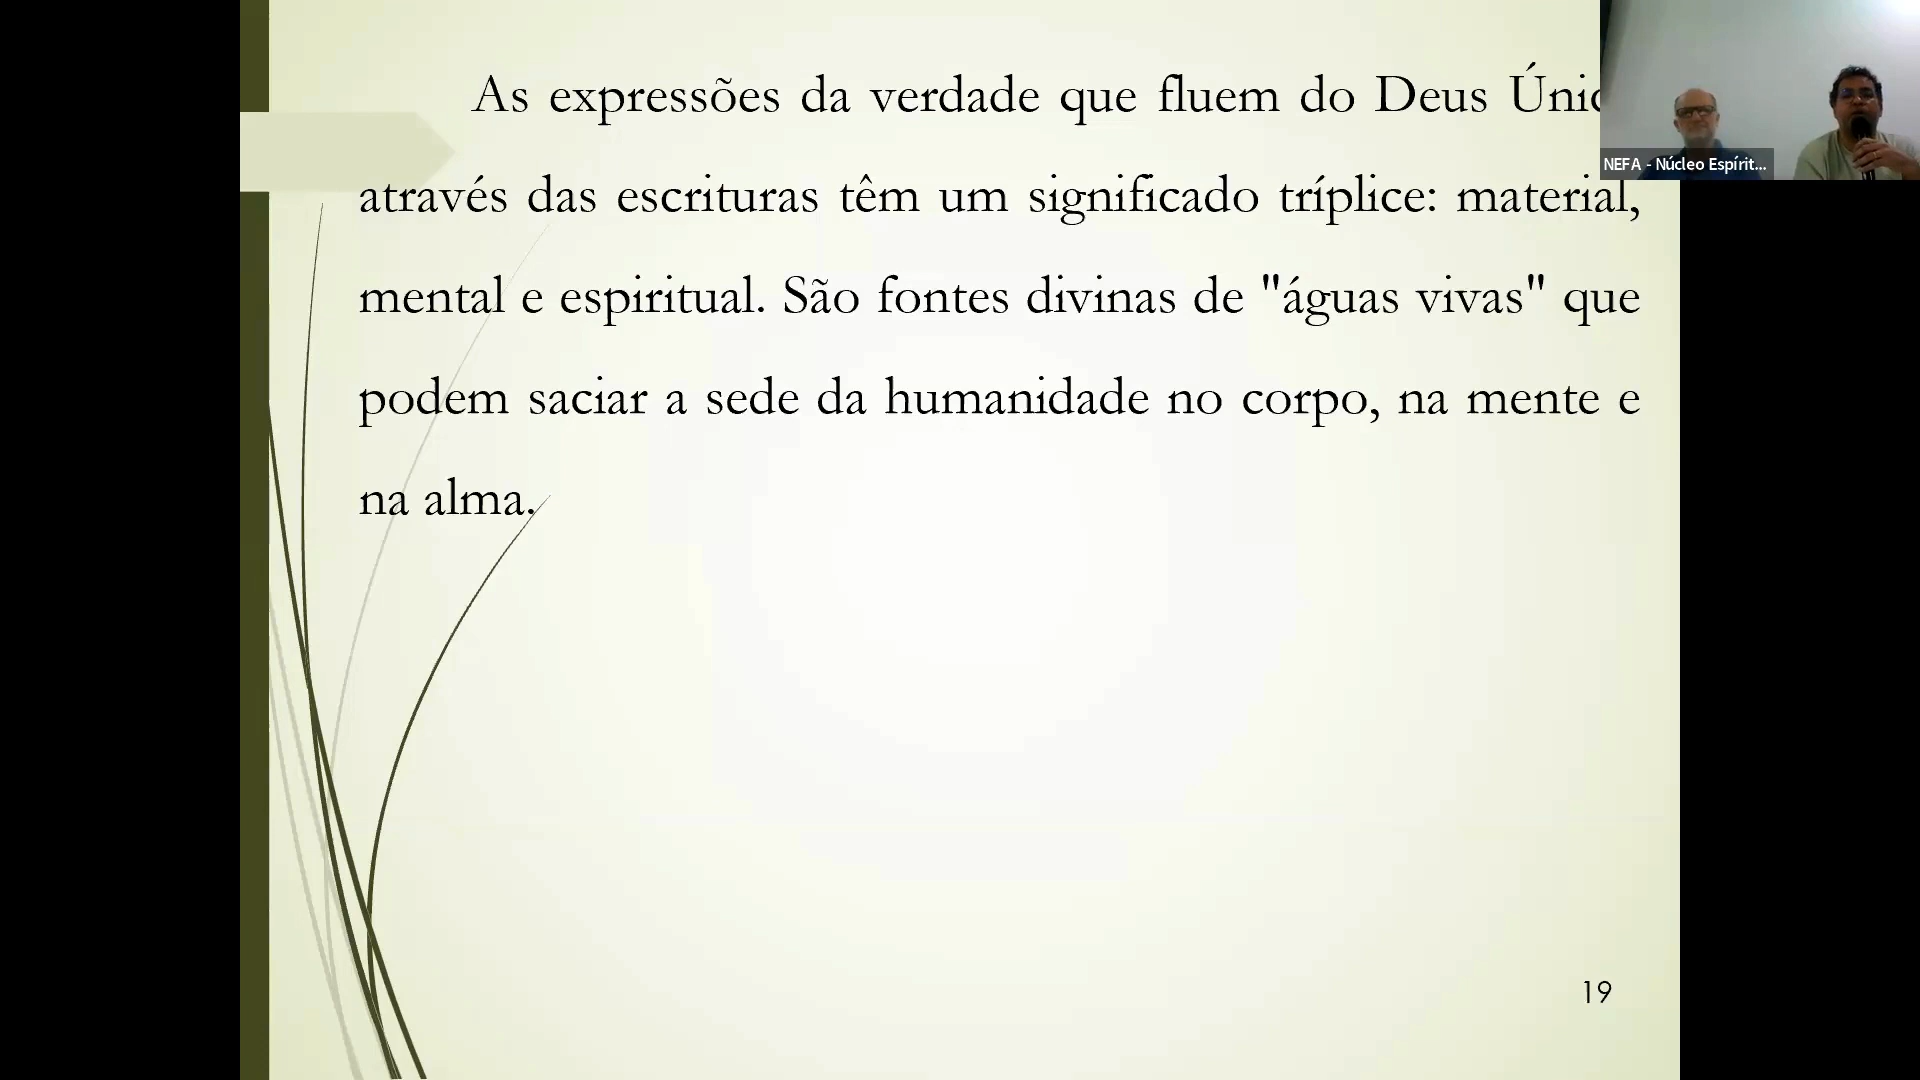 As expressões da verdade que fluem do Deus
através das escrituras têm um significado tríplice: material,
mental e espiritual. São fontes divinas de "águas vivas" que
podem saciar a sede da humanidade no corpo, na mente e
na alma.
NEFA - Núcleo Espírit...
19